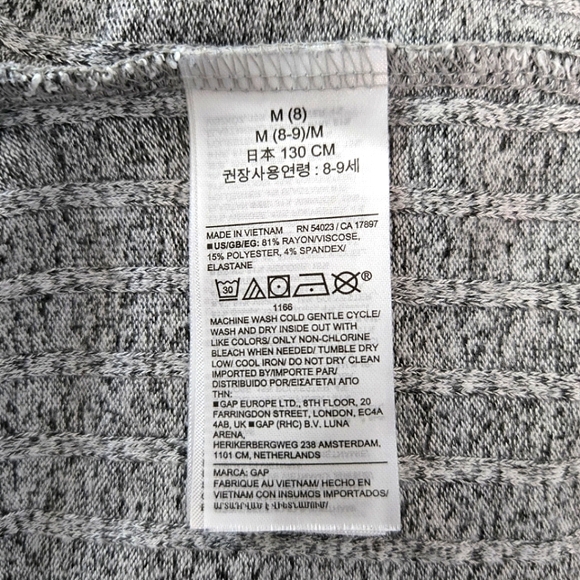 M (8)
M (8-9)/M
日本 130 CM
권장사용연령 : 8-9세
MADE IN VIETNAM RN 54023 / CA 17897
■US/GB/EG: 81% RAYON/VISCOSE,
15% POLYESTER, 4% SPANDEX/
ELASTANE
30 ®
1166
MACHINE WASH COLD GENTLE CYCLE/
WASH AND DRY INSIDE OUT WITH
LIKE COLORS/ ONLY NON-CHLORINE
BLEACH WHEN NEEDED/ TUMBLE DRY
LOW/ COOL IRON/ DO NOT DRY CLEAN
IMPORTED BY/IMPORTE PAR/
DISTRIBUIDO POR/ΕΙΣΑΓΕΤΑΙ ΑΠΟ
ΤΗΝ:
■GAP EUROPE LTD., 8TH FLOOR, 20
FARRINGDON STREET, LONDON, EC4A
4AB, UK ■GAP (RHC) B.V. LUNA
ARENA,
HERIKERBERGWEG 238 AMSTERDAM,
1101 CM, NETHERLANDS
MARCA: GAP
FABRIQUE AU VIETNAM/ HECHO EN
VIETNAM CON INSUMOS IMPORTADOS/